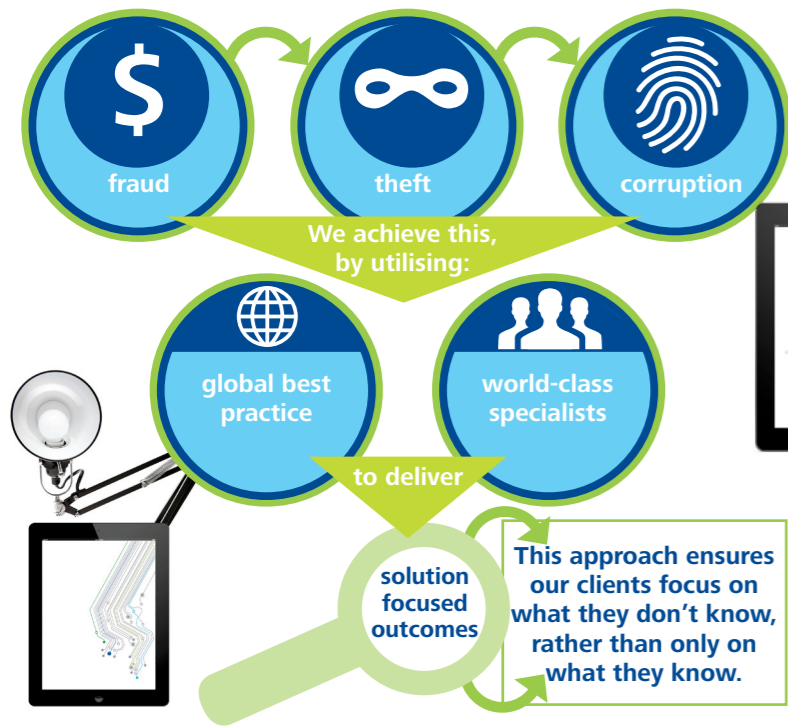 $
fraud
theft
corruption
We achieve this,
by utilising:
global best
practice
world-class
specialists
to deliver
solution
focused
outcomes
This approach ensures
our clients focus on
what they don’t know,
rather than only on
what they know.